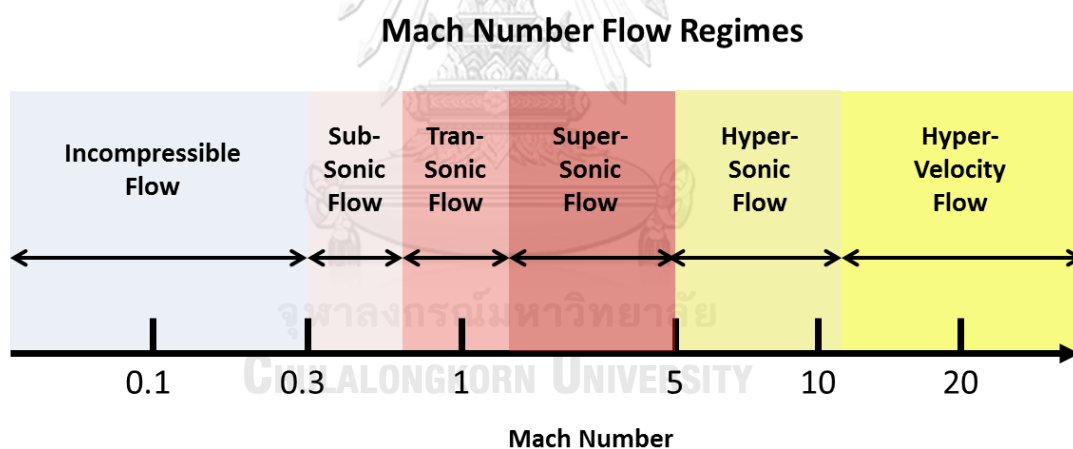 Mach Number Flow Regimes
Incompressible
Flow
Sub-
Sonic
Flow
Tran-
Sonic
Flow
Super-
Sonic
Flow
Hyper-
Sonic
Flow
Hyper-
Velocity
Flow
จุฬาลงกรณ์มหาวิทยาลัย
0.1 0.3 1 5 10 20
CHULALONGKORN UNIVERSITY
Mach Number